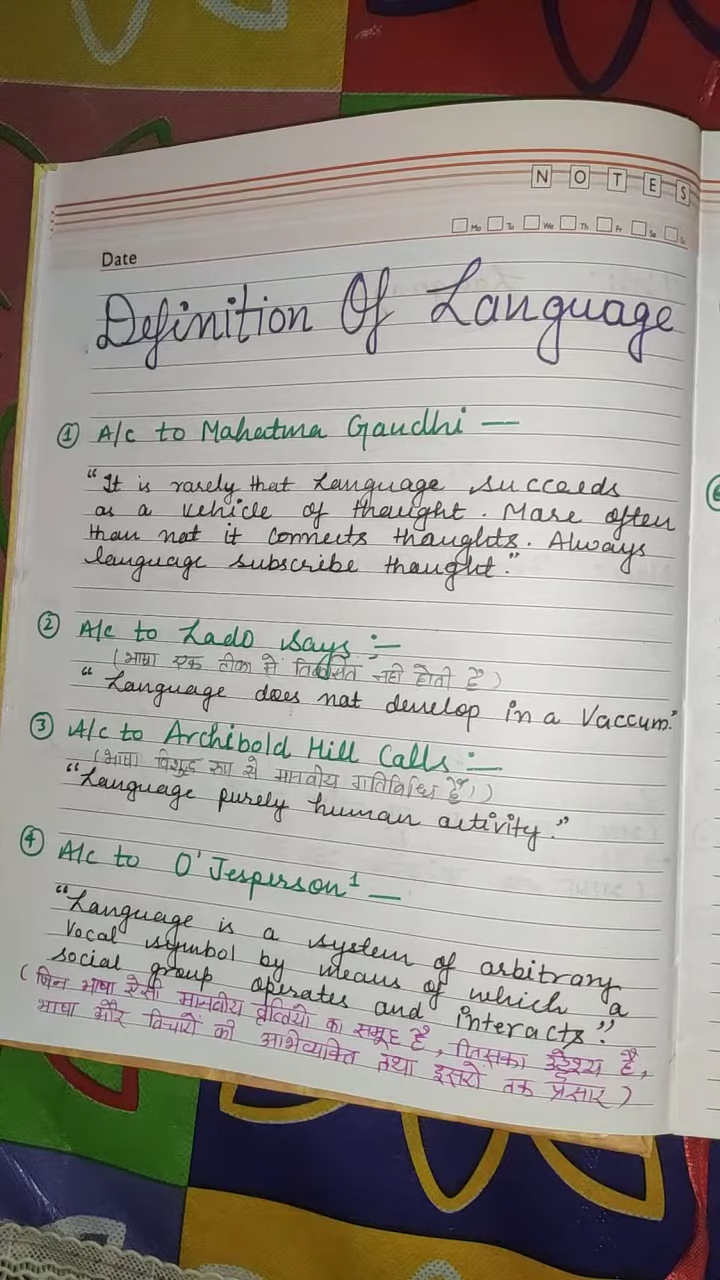 N O T E S
Mo Tu We Th Fr Sa Su
Date
Definition Of Language
① A/c to Mahatma Gandhi —
"It is rarely that Language succeeds
as a vehicle of thought. More often
than not it connects thoughts. Always
language subscribe thought."
② A/c to Lado says :-
(भाषा एक टीका में विकसित नही होती है)
"Language does not develop in a Vaccum."
③ A/c to Archibold Hill Calls :-
(भाषा विशुद्ध रूप से मानवीय गतिविधि है।)
"Language purely human activity."
④ A/c to O'Jesperson¹ —
"Language is a system of arbitrary
Vocal symbol by means of which a
social group operates and interacts."
(जिन भाषा ऐसी मानवीय वृत्तियो का समूह है, जिसका उद्देश्य है,
भाषा और विचारों की अभिव्यक्ति तथा इसरों तक प्रसार)